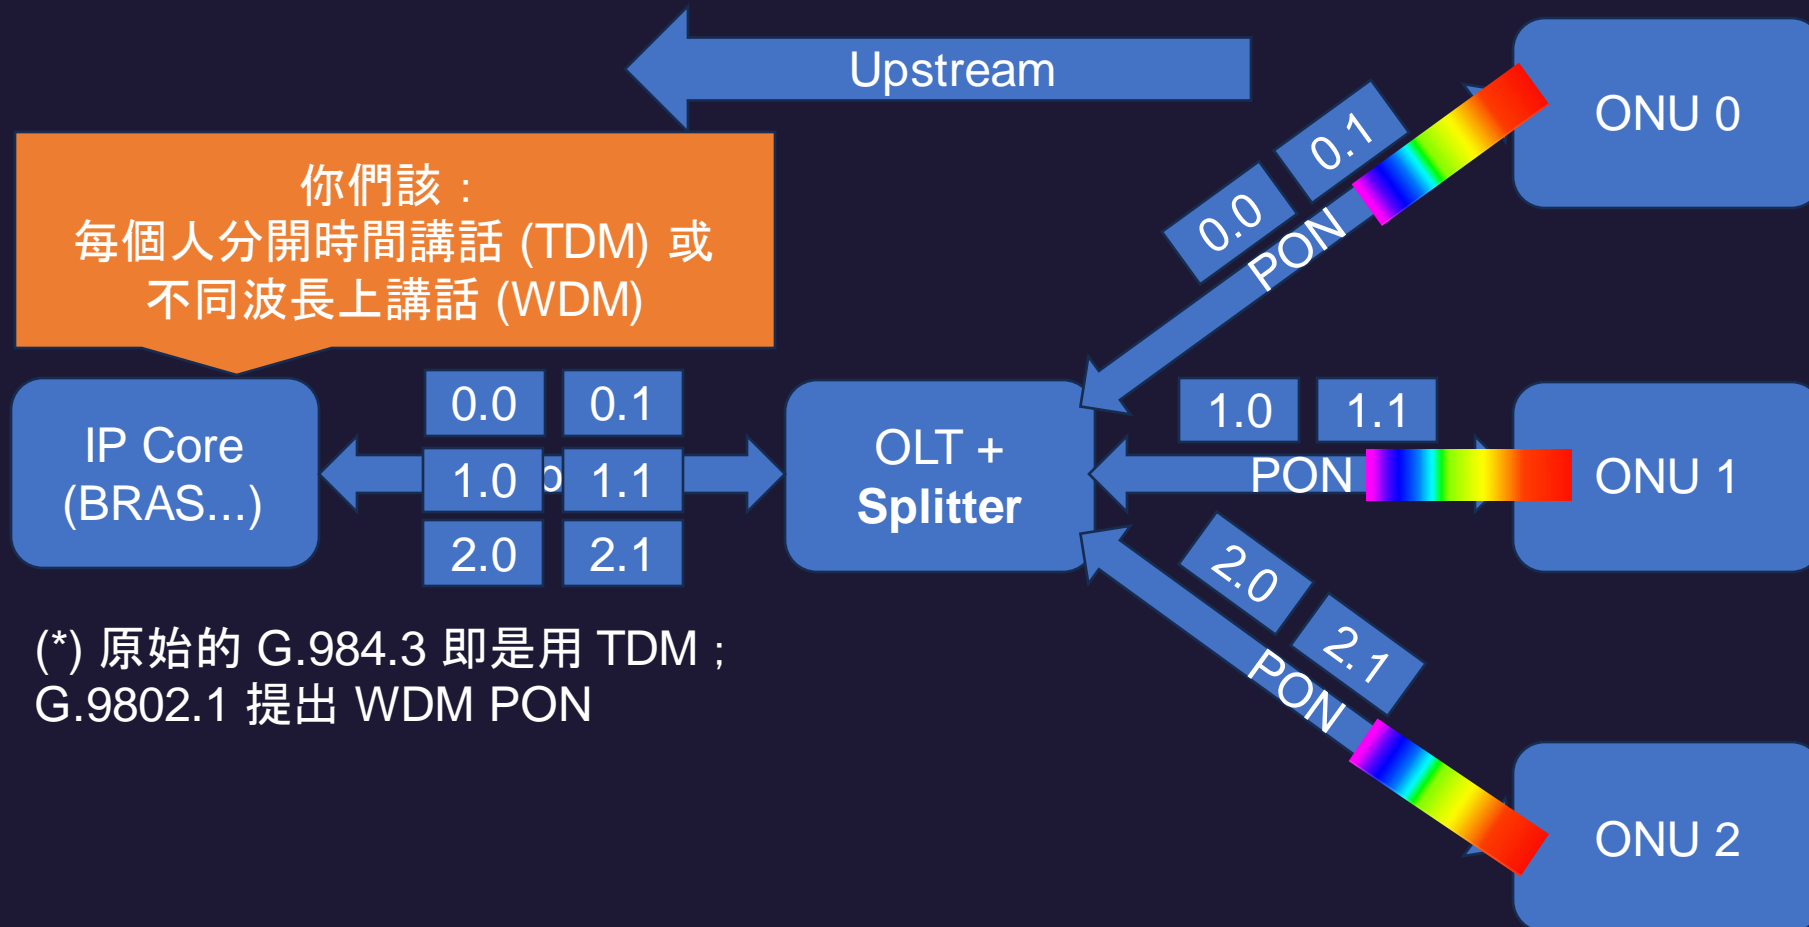 Upstream
你們該：
每個人分開時間講話 (TDM) 或
不同波長上講話 (WDM)
IP Core
(BRAS...)
0.0 0.1
1.0 1.1
2.0 2.1
OLT +
Splitter
0.0 0.1
PON
ONU 0
1.0 1.1
PON
ONU 1
2.0 2.1
PON
ONU 2
(*) 原始的 G.984.3 即是用 TDM；
G.9802.1 提出 WDM PON